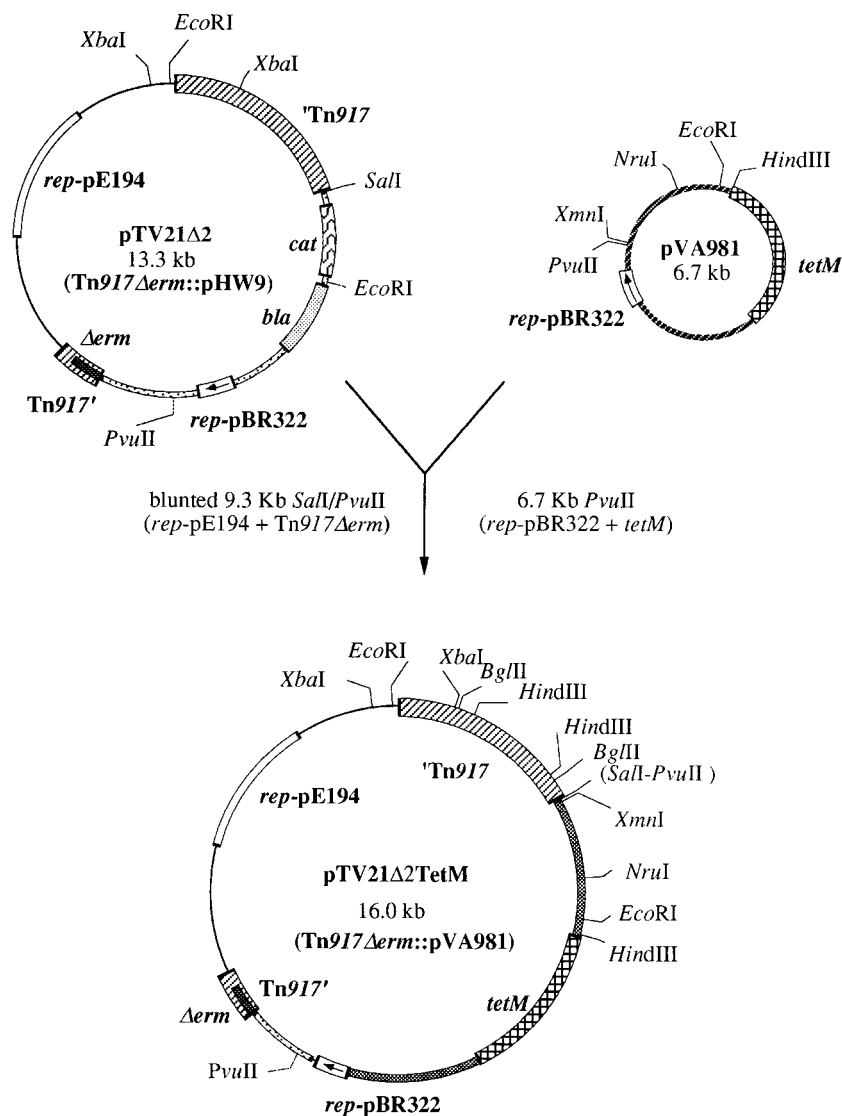 EcoRI
XbaI
XbaI
'Tn917
rep-pE194
SalI
pTV21Δ2
13.3 kb
(Tn917Δerm::pHW9)
cat
EcoRI
bla
Δerm
Tn917'
PvuII
rep-pBR322
EcoRI
NruI
HindIII
XmnI
PvuII
pVA981
6.7 kb
tetM
rep-pBR322
blunted 9.3 Kb SalI/PvuII
(rep-pE194 + Tn917Δerm)
6.7 Kb PvuII
(rep-pBR322 + tetM)
EcoRI
XbaI
XbaI
BglII
HindIII
HindIII
BglII
(SalI-PvuII )
'Tn917
XmnI
rep-pE194
NruI
pTV21Δ2TetM
16.0 kb
(Tn917Δerm::pVA981)
EcoRI
HindIII
Tn917'
Δerm
tetM
PvuII
rep-pBR322